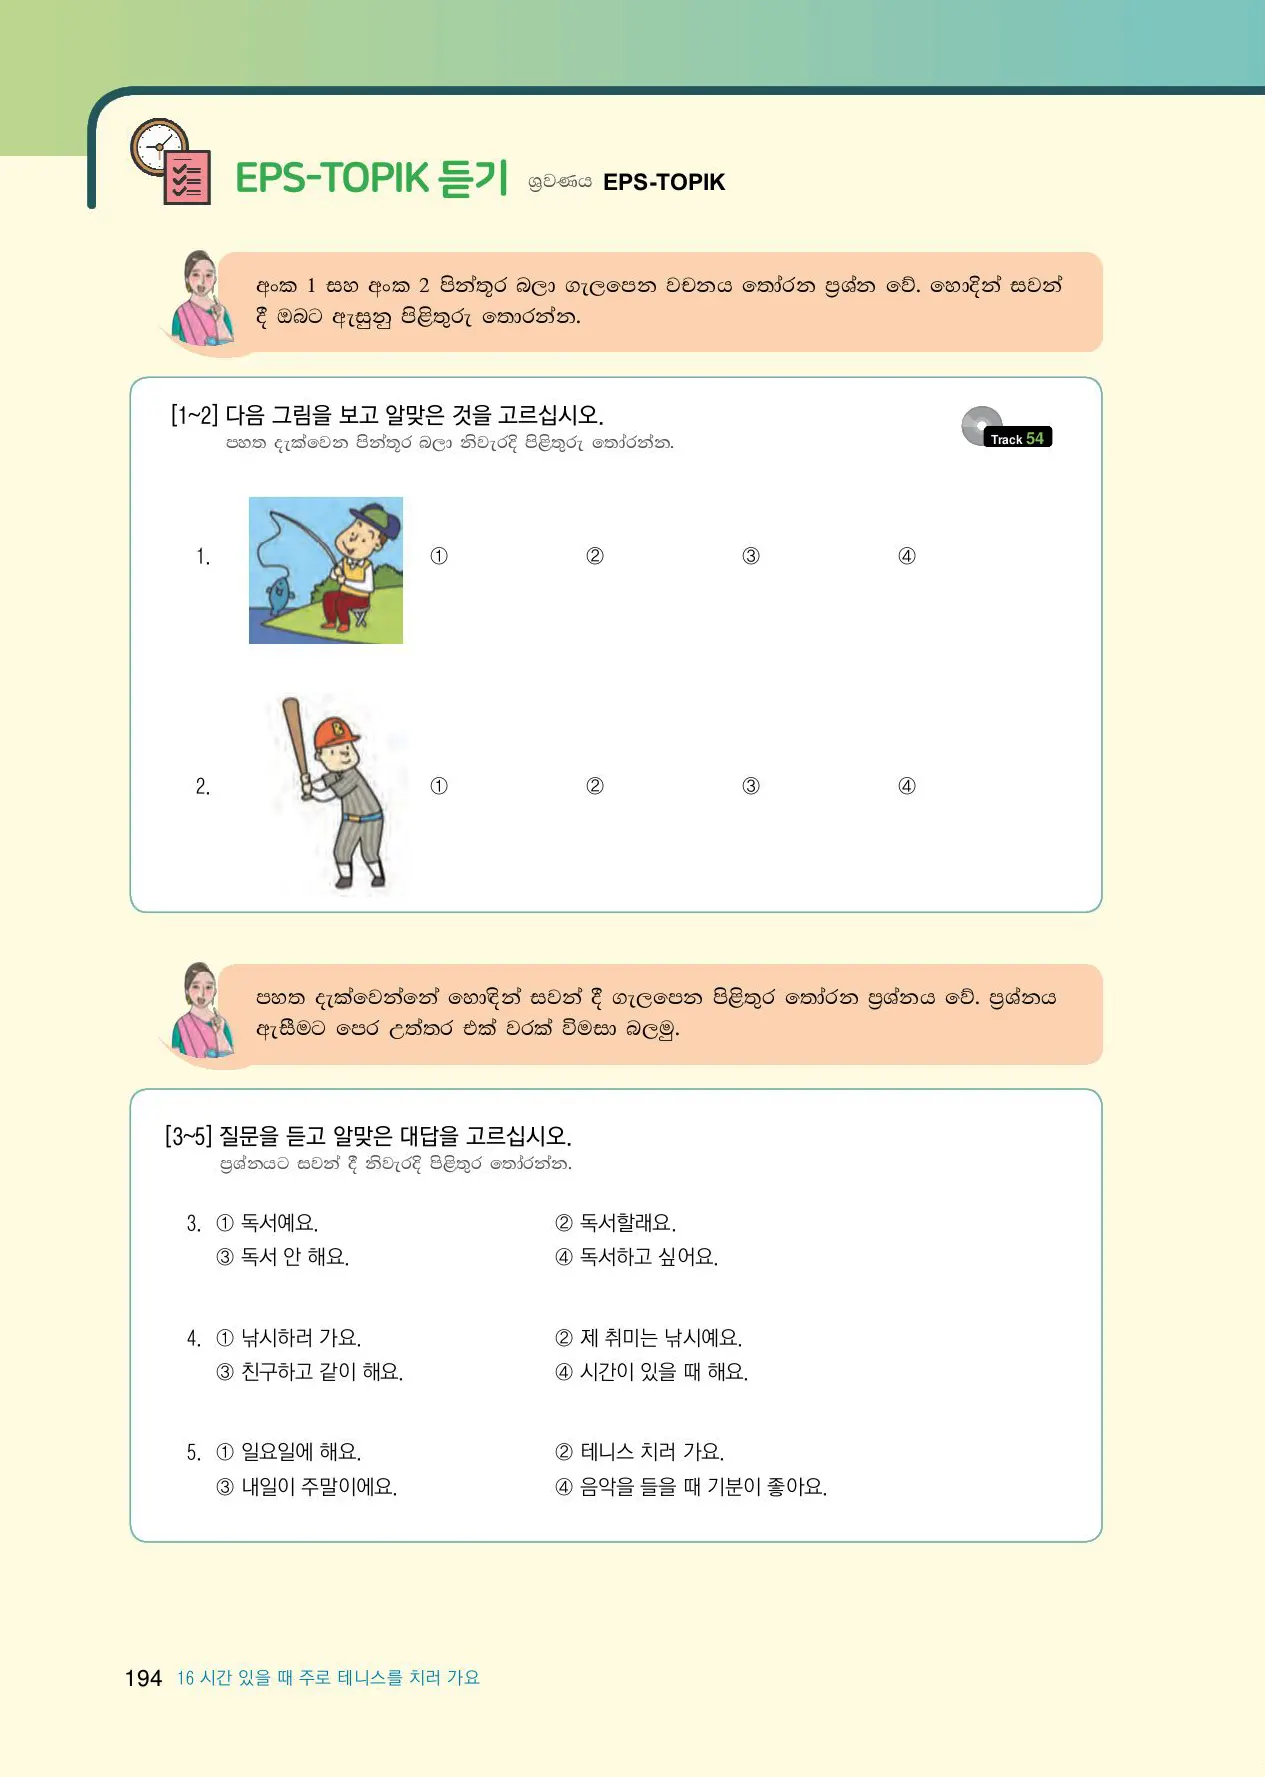 EPS-TOPIK 듣기 ශ්‍රවණය EPS-TOPIK
අංක 1 සහ අංක 2 පින්තූර බලා ගැලපෙන වචනය තෝරන ප්‍රශ්න වේ. හොදින් සවන්
දී ඔබට ඇසුනු පිළිතුරු තොරන්න.
[1~2] 다음 그림을 보고 알맞은 것을 고르십시오.
පහත දැක්වෙන පින්තූර බලා නිවැරදි පිළිතුරු තෝරන්න.
Track 54
1. ① ② ③ ④
B
2. ① ② ③ ④
පහත දැක්වෙන්නේ හොඳින් සවන් දී ගැලපෙන පිළිතුර තෝරන ප්‍රශ්නය වේ. ප්‍රශ්නය
ඇසීමට පෙර උත්තර එක් වරක් විමසා බලමු.
[3~5] 질문을 듣고 알맞은 대답을 고르십시오.
ප්‍රශ්නයට සවන් දී නිවැරදි පිළිතුර තෝරන්න.
3. ① 독서예요. ② 독서할래요.
③ 독서 안 해요. ④ 독서하고 싶어요.
4. ① 낚시하러 가요. ② 제 취미는 낚시예요.
③ 친구하고 같이 해요. ④ 시간이 있을 때 해요.
5. ① 일요일에 해요. ② 테니스 치러 가요.
③ 내일이 주말이에요. ④ 음악을 들을 때 기분이 좋아요.
194 16 시간 있을 때 주로 테니스를 치러 가요